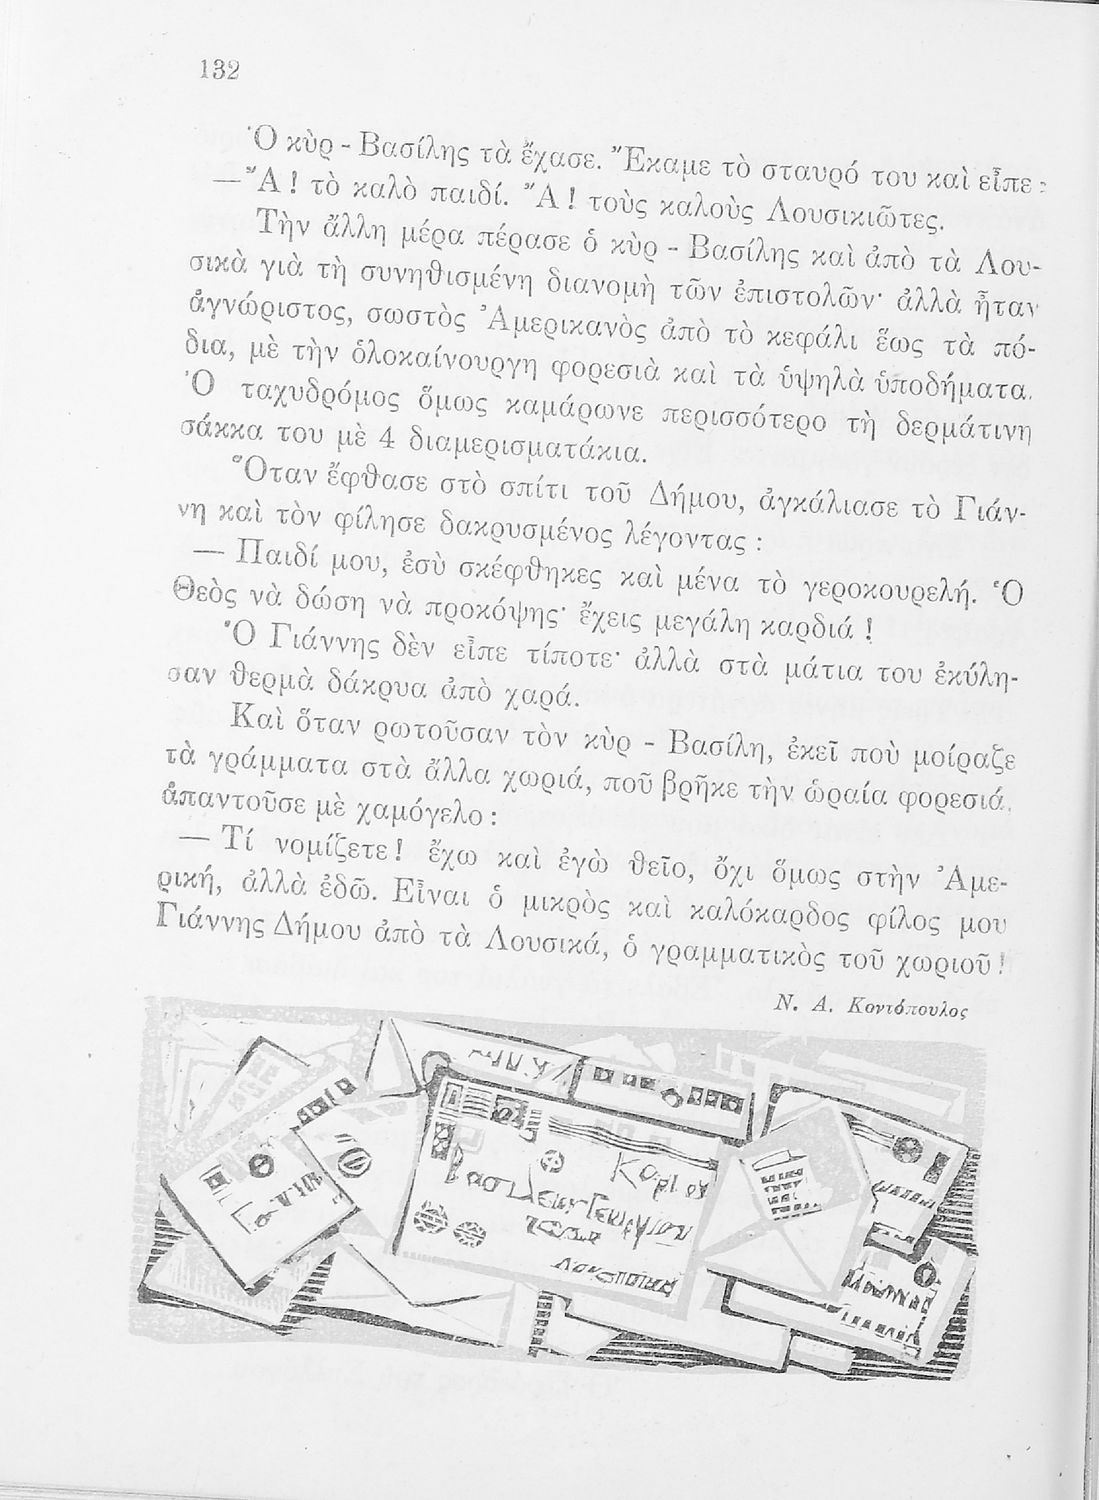 132
Ὁ κὺρ - Βασίλης τὰ ἔχασε. Ἔκαμε τὸ σταυρό του καὶ εἶπε :
—Ἄ ! τὸ καλὸ παιδί. Ἄ ! τοὺς καλοὺς Λουσικιῶτες.
Τὴν ἄλλη μέρα πέρασε ὁ κὺρ - Βασίλης καὶ ἀπὸ τὰ Λου-
σικὰ γιὰ τὴ συνηθισμένη διανομὴ τῶν ἐπιστολῶν· ἀλλὰ ἦταν
ἀγνώριστος, σωστὸς Ἀμερικανὸς ἀπὸ τὸ κεφάλι ἕως τὰ πό-
δια, μὲ τὴν ὁλοκαίνουργη φορεσιὰ καὶ τὰ ὑψηλὰ ὑποδήματα.
Ὁ ταχυδρόμος ὅμως καμάρωνε περισσότερο τὴ δερμάτινη
σάκκα του μὲ 4 διαμερισματάκια.
Ὅταν ἔφθασε στὸ σπίτι τοῦ Δήμου, ἀγκάλιασε τὸ Γιάν-
νη καὶ τὸν φίλησε δακρυσμένος λέγοντας :
— Παιδί μου, ἐσὺ σκέφθηκες καὶ μένα τὸ γεροκουρελή. Ὁ
Θεὸς νὰ δώση νὰ προκόψης· ἔχεις μεγάλη καρδιά !
Ὁ Γιάννης δὲν εἶπε τίποτε· ἀλλὰ στὰ μάτια του ἐκύλη-
σαν θερμὰ δάκρυα ἀπὸ χαρά.
Καὶ ὅταν ρωτοῦσαν τὸν κὺρ - Βασίλη, ἐκεῖ ποὺ μοίραζε
τὰ γράμματα στὰ ἄλλα χωριά, ποῦ βρῆκε τὴν ὡραία φορεσιά,
ἀπαντοῦσε μὲ χαμόγελο :
— Τί νομίζετε! ἔχω καὶ ἐγὼ θεῖο, ὄχι ὅμως στὴν Ἀμε-
ρική, ἀλλὰ ἐδῶ. Εἶναι ὁ μικρὸς καὶ καλόκαρδος φίλος μου
Γιάννης Δήμου ἀπὸ τὰ Λουσικά, ὁ γραμματικὸς τοῦ χωριοῦ!
Ν. Α. Κοντόπουλος